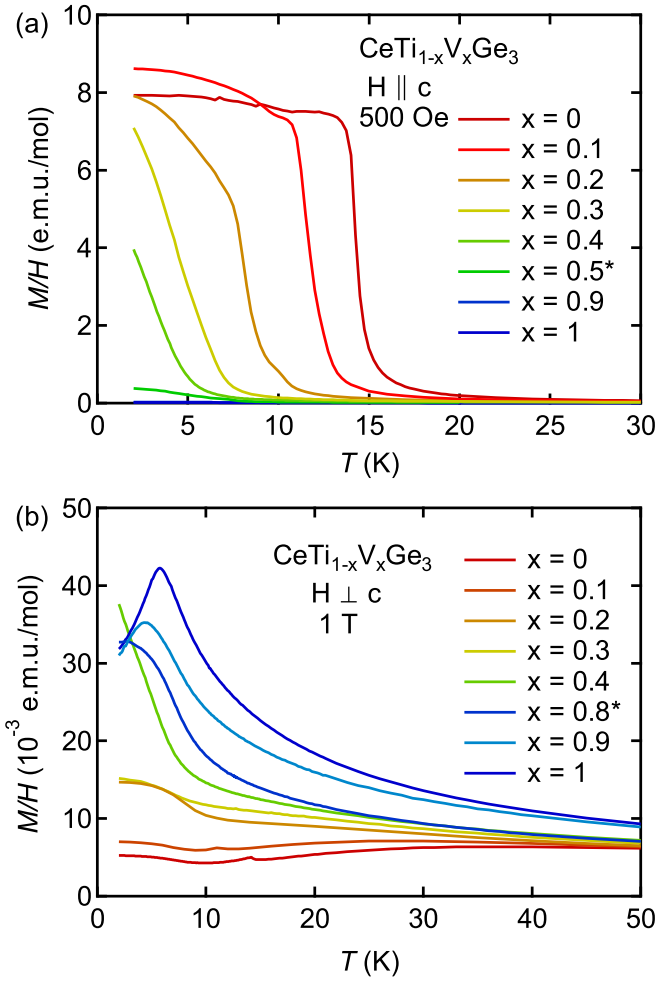 (a)
CeTi1-xVxGe3
H || c
500 Oe
x = 0
x = 0.1
x = 0.2
x = 0.3
x = 0.4
x = 0.5*
x = 0.9
x = 1
10
8
6
4
2
0
M/H (e.m.u./mol)
0 5 10 15 20 25 30
T (K)
(b)
CeTi1-xVxGe3
H ⊥ c
1 T
x = 0
x = 0.1
x = 0.2
x = 0.3
x = 0.4
x = 0.8*
x = 0.9
x = 1
50
40
30
20
10
0
M/H (10-3 e.m.u./mol)
0 10 20 30 40 50
T (K)